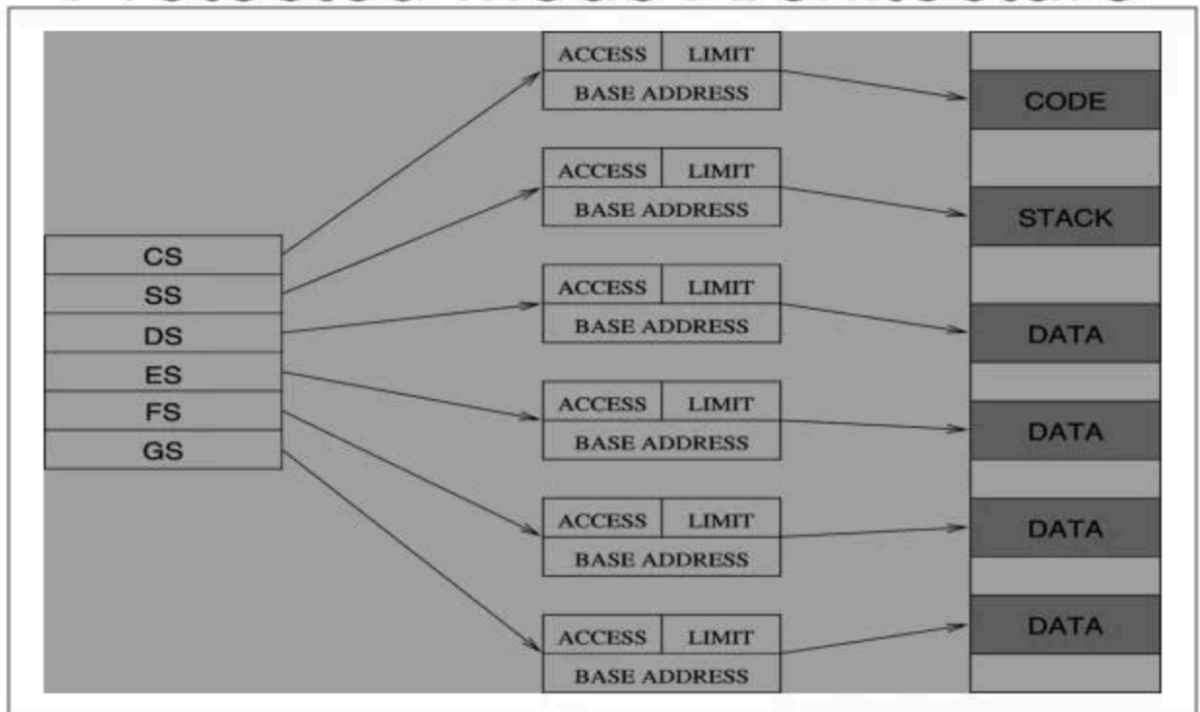 ACCESS LIMIT
BASE ADDRESS
CODE
ACCESS LIMIT
BASE ADDRESS
STACK
CS
SS
DS
ES
FS
GS
ACCESS LIMIT
BASE ADDRESS
DATA
ACCESS LIMIT
BASE ADDRESS
DATA
ACCESS LIMIT
BASE ADDRESS
DATA
ACCESS LIMIT
BASE ADDRESS
DATA